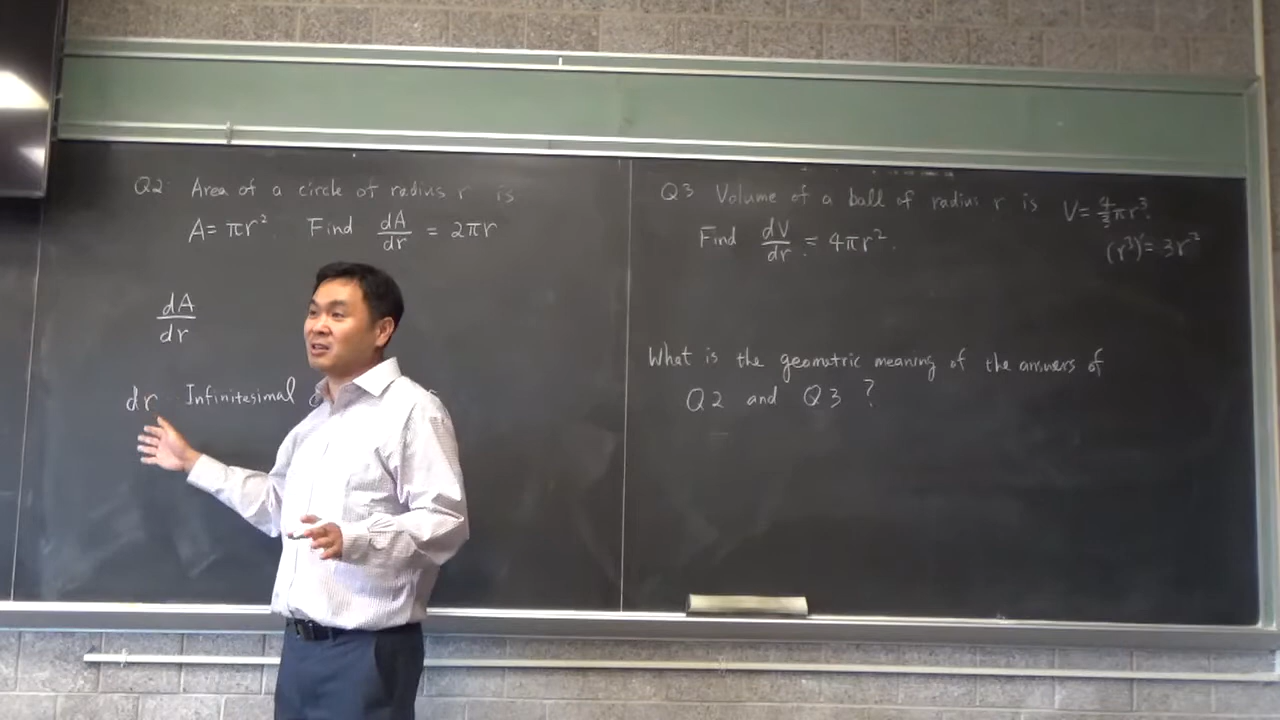 Q2 Area of a circle of radius r is
A = πr² Find dA/dr = 2πr
dA/dr
dr Infinitesimal
Q3 Volume of a ball of radius r is V = 4/3 πr³.
Find dV/dr = 4πr².
(r³)' = 3r²
What is the geometric meaning of the answers of
Q2 and Q3 ?